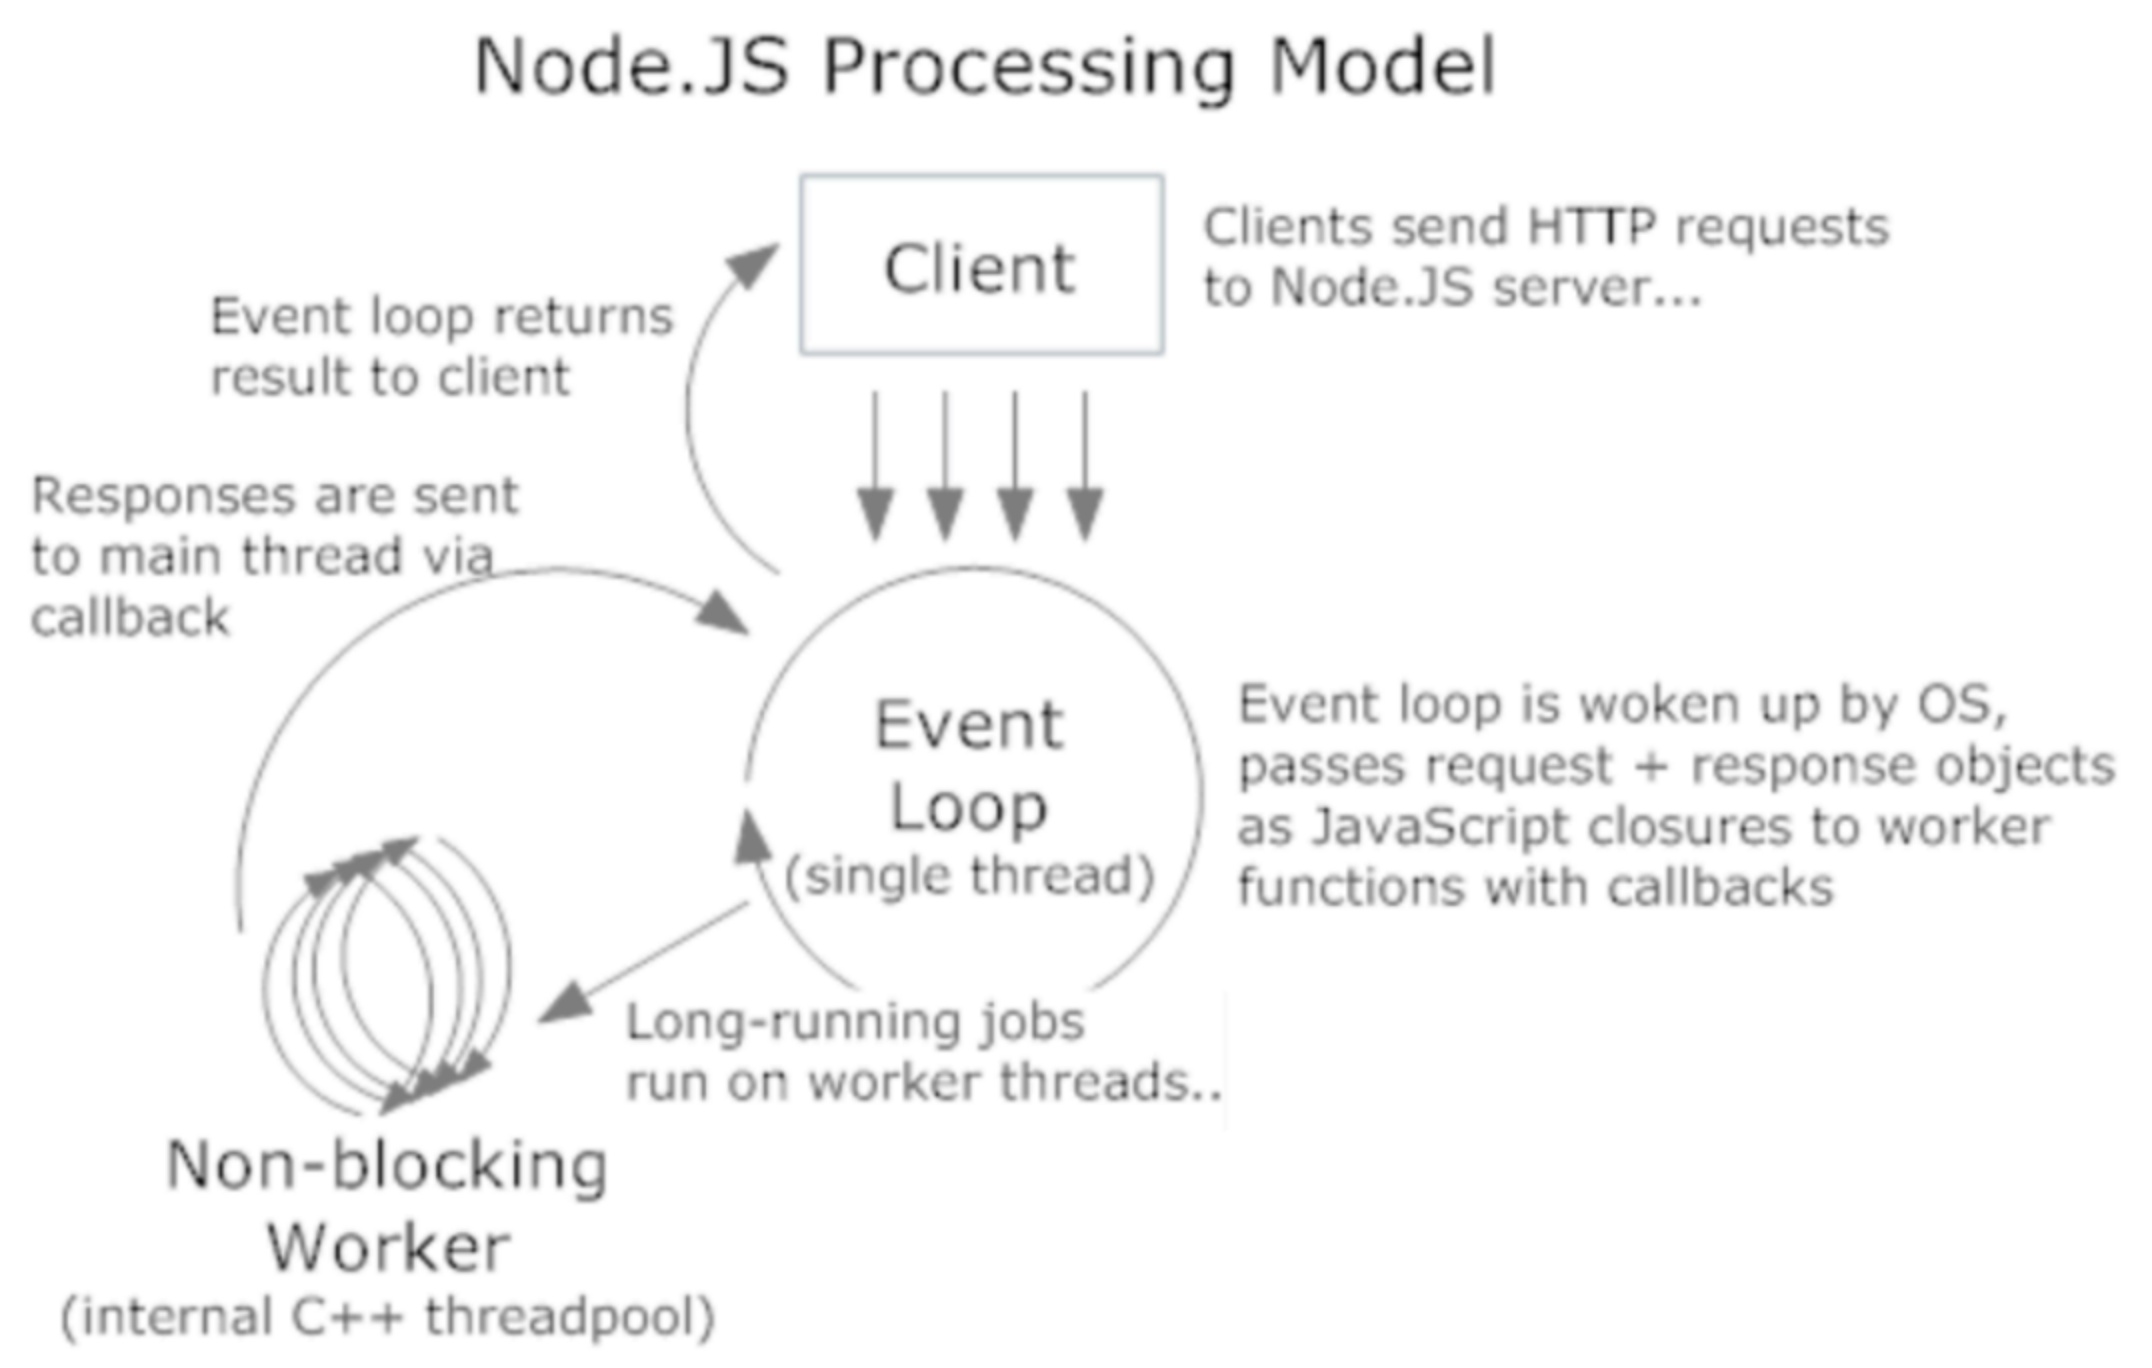 Node.JS Processing Model
Client
Clients send HTTP requests
to Node.JS server...
Event loop returns
result to client
Responses are sent
to main thread via
callback
Event
Loop
(single thread)
Event loop is woken up by OS,
passes request + response objects
as JavaScript closures to worker
functions with callbacks
Long-running jobs
run on worker threads..
Non-blocking
Worker
(internal C++ threadpool)